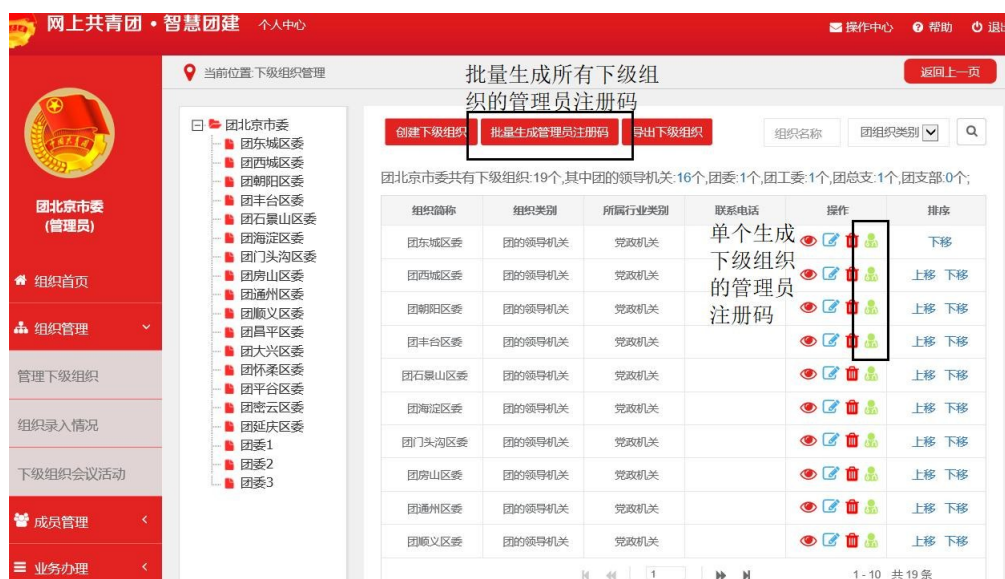 网上共青团·智慧团建 个人中心 操作中心 帮助
当前位置:下级组织管理 返回上一页
批量生成所有下级组
织的管理员注册码
团北京市委
(管理员)
组织首页
组织管理
管理下级组织
组织录入情况
下级组织会议活动
成员管理
业务办理
团北京市委
团东城区委
团西城区委
团朝阳区委
团丰台区委
团石景山区委
团海淀区委
团门头沟区委
团房山区委
团通州区委
团顺义区委
团昌平区委
团大兴区委
团怀柔区委
团平谷区委
团密云区委
团延庆区委
团委1
团委2
团委3
创建下级组织 批量生成管理员注册码 导出下级组织 组织名称 团组织类别
团北京市委共有下级组织:19个,其中团的领导机关:16个,团委:1个,团工委:1个,团总支:1个,团支部:0个;
组织简称 组织类别 所属行业类别 联系电话 操作 排序
团东城区委 团的领导机关 党政机关 下移
团西城区委 团的领导机关 党政机关 上移 下移
团朝阳区委 团的领导机关 党政机关 上移 下移
团丰台区委 团的领导机关 党政机关 上移 下移
团石景山区委 团的领导机关 党政机关 上移 下移
团海淀区委 团的领导机关 党政机关 上移 下移
团门头沟区委 团的领导机关 党政机关 上移 下移
团房山区委 团的领导机关 党政机关 上移 下移
团通州区委 团的领导机关 党政机关 上移 下移
团顺义区委 团的领导机关 党政机关 上移 下移
单个生成
下级组织
的管理员
注册码
1 1 - 10 共 19 条